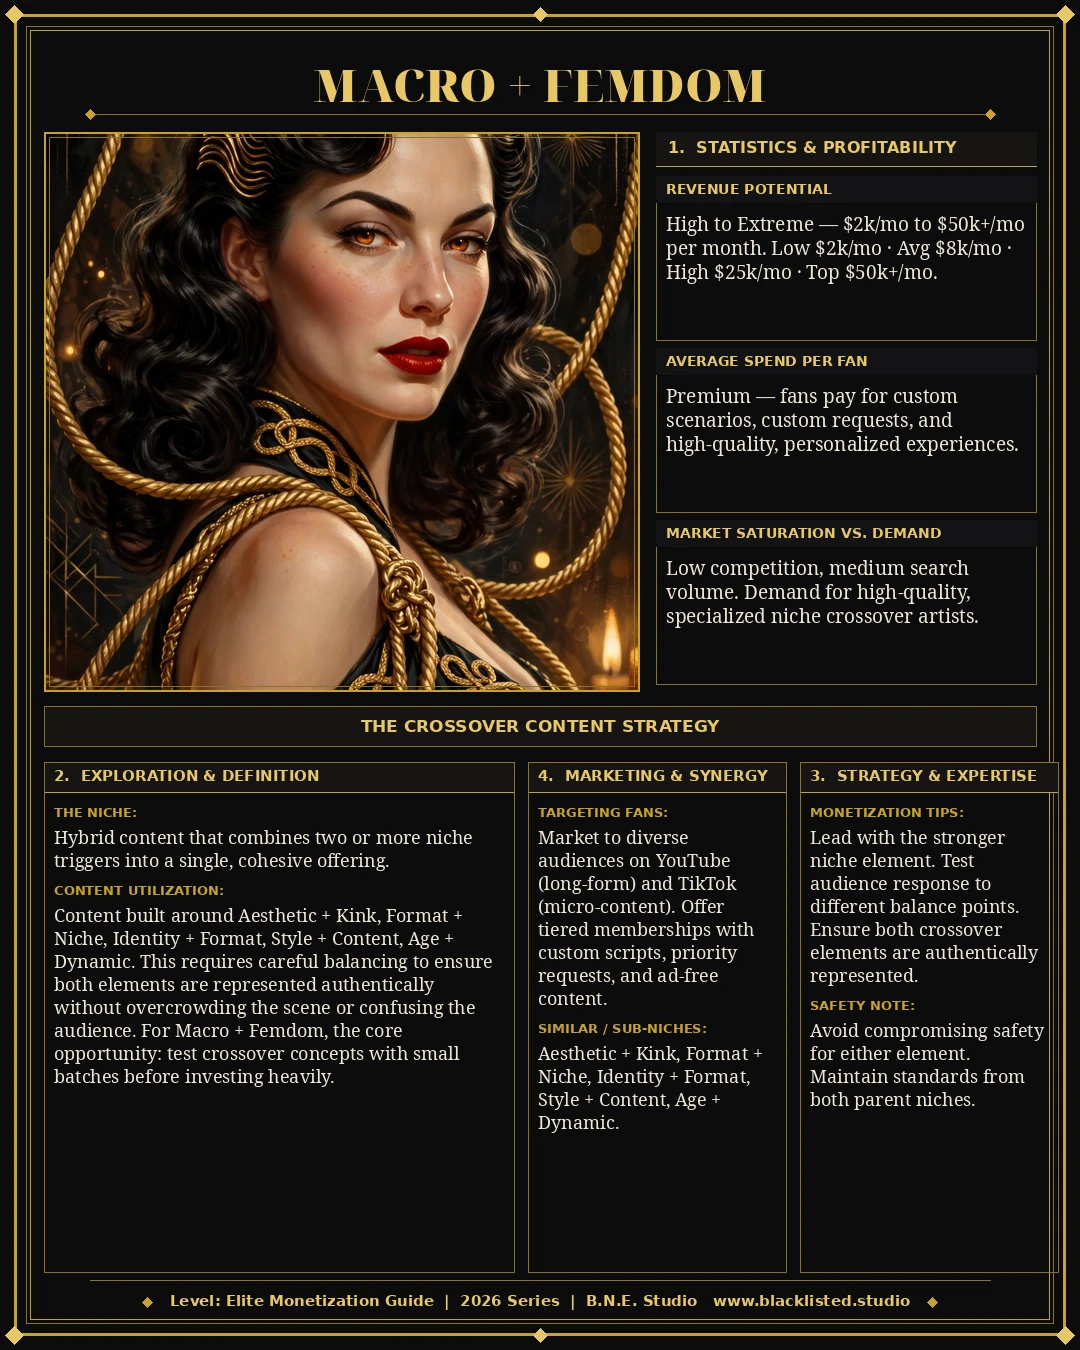 MACRO + FEMDOM
1. STATISTICS & PROFITABILITY
REVENUE POTENTIAL
High to Extreme — $2k/mo to $50k+/mo
per month. Low $2k/mo · Avg $8k/mo ·
High $25k/mo · Top $50k+/mo.
AVERAGE SPEND PER FAN
Premium — fans pay for custom
scenarios, custom requests, and
high-quality, personalized experiences.
MARKET SATURATION VS. DEMAND
Low competition, medium search
volume. Demand for high-quality,
specialized niche crossover artists.
THE CROSSOVER CONTENT STRATEGY
2. EXPLORATION & DEFINITION
THE NICHE:
Hybrid content that combines two or more niche
triggers into a single, cohesive offering.
CONTENT UTILIZATION:
Content built around Aesthetic + Kink, Format +
Niche, Identity + Format, Style + Content, Age +
Dynamic. This requires careful balancing to ensure
both elements are represented authentically
without overcrowding the scene or confusing the
audience. For Macro + Femdom, the core
opportunity: test crossover concepts with small
batches before investing heavily.
4. MARKETING & SYNERGY
TARGETING FANS:
Market to diverse
audiences on YouTube
(long-form) and TikTok
(micro-content). Offer
tiered memberships with
custom scripts, priority
requests, and ad-free
content.
SIMILAR / SUB-NICHES:
Aesthetic + Kink, Format +
Niche, Identity + Format,
Style + Content, Age +
Dynamic.
3. STRATEGY & EXPERTISE
MONETIZATION TIPS:
Lead with the stronger
niche element. Test
audience response to
different balance points.
Ensure both crossover
elements are authentically
represented.
SAFETY NOTE:
Avoid compromising safety
for either element.
Maintain standards from
both parent niches.
Level: Elite Monetization Guide | 2026 Series | B.N.E. Studio www.blacklisted.studio